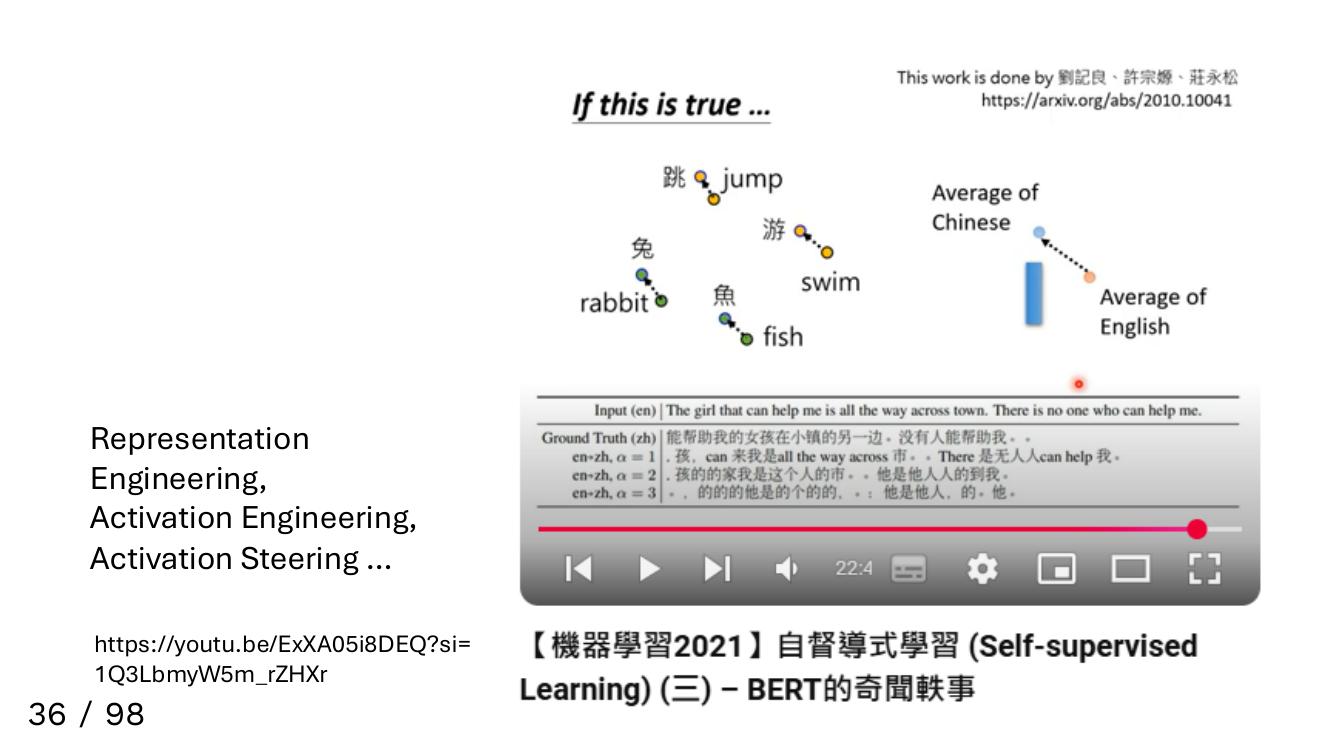 This work is done by 劉記良、許宗嫄、莊永松
https://arxiv.org/abs/2010.10041
If this is true …
跳 jump
游
swim
兔
rabbit
魚
fish
Average of
Chinese
Average of
English
Input (en) | The girl that can help me is all the way across town. There is no one who can help me.
Ground Truth (zh) | 能帮助我的女孩在小镇的另一边。没有人能帮助我。。
en→zh, α = 1 | . 孩, can 来我是all the way across 市。。There 是无人人can help 我。
en→zh, α = 2 | . 孩的的家我是这个人的市。。他是他人人的到我。
en→zh, α = 3 | 。, 的的的他是的个的的, 。: 他是他人, 的。他。
22:4
Representation
Engineering,
Activation Engineering,
Activation Steering …
https://youtu.be/ExXA05i8DEQ?si=
1Q3LbmyW5m_rZHXr
【機器學習2021】自督導式學習 (Self-supervised
Learning) (三) – BERT的奇聞軼事
36 / 98